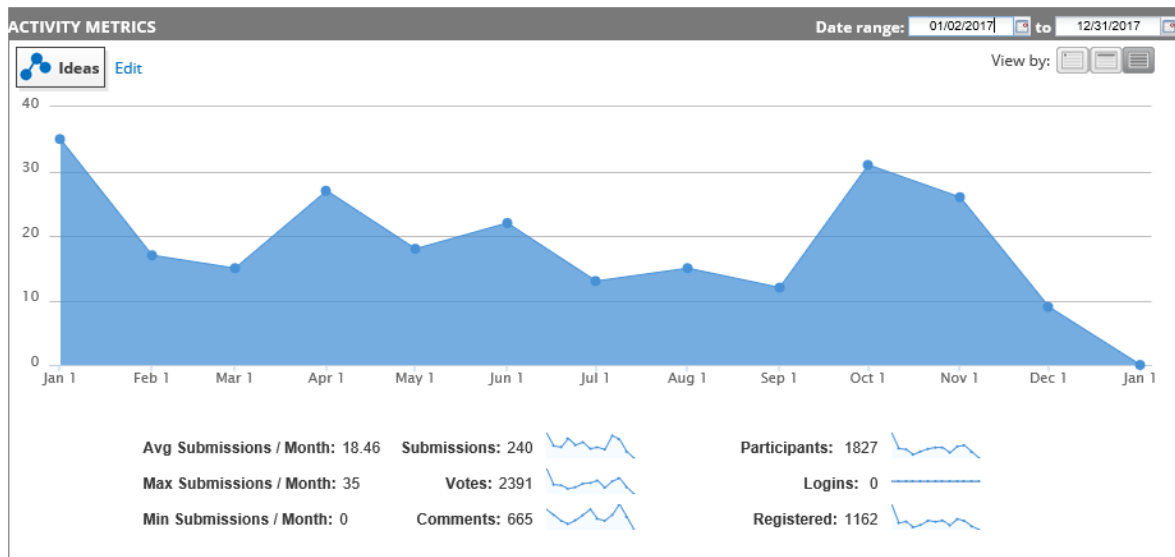 ACTIVITY METRICS Date range: 01/02/2017 to 12/31/2017
Ideas Edit View by:
40
30
20
10
0
Jan 1 Feb 1 Mar 1 Apr 1 May 1 Jun 1 Jul 1 Aug 1 Sep 1 Oct 1 Nov 1 Dec 1 Jan 1
Avg Submissions / Month: 18.46 Submissions: 240 Participants: 1827
Max Submissions / Month: 35 Votes: 2391 Logins: 0
Min Submissions / Month: 0 Comments: 665 Registered: 1162